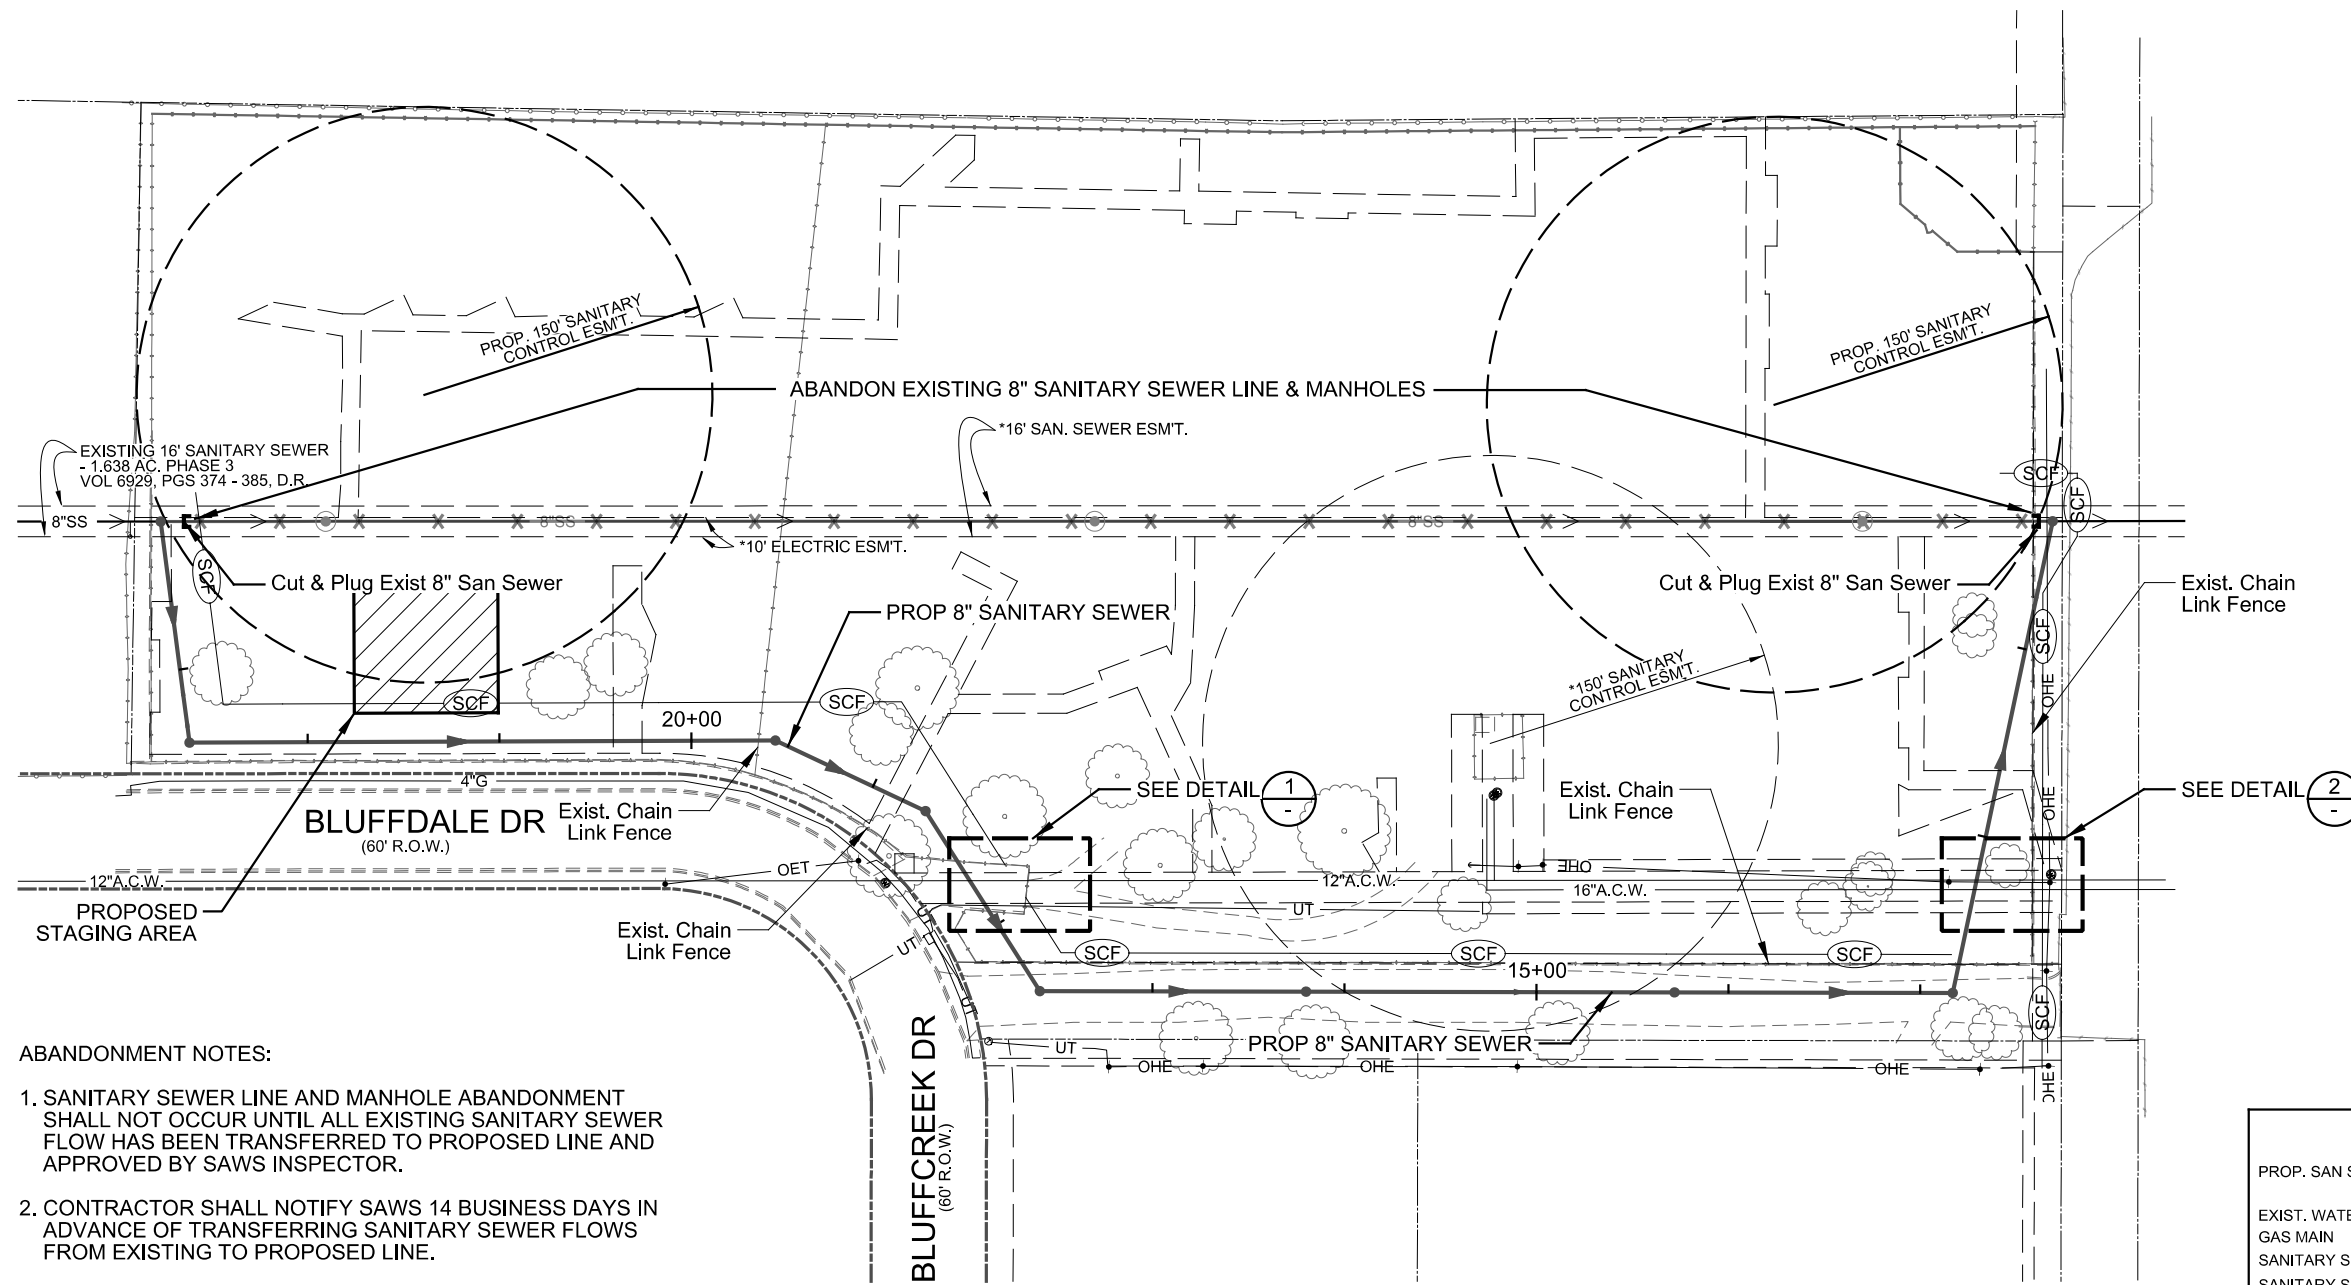 PROP. 150' SANITARY
CONTROL ESM'T.
PROP. 150' SANITARY
CONTROL ESM'T.
ABANDON EXISTING 8" SANITARY SEWER LINE & MANHOLES
*16' SAN. SEWER ESM'T.
EXISTING 16' SANITARY SEWER
- 1.638 AC. PHASE 3
VOL 6929, PGS 374 - 385, D.R.
SCF
SCF
8"SS
8"SS
8"SS
*10' ELECTRIC ESM'T.
SCF
Cut & Plug Exist 8" San Sewer
Cut & Plug Exist 8" San Sewer
Exist. Chain
Link Fence
PROP 8" SANITARY SEWER
SCF
*150' SANITARY
CONTROL ESM'T.
OHE
SCF
SCF
20+00
4"G
BLUFFDALE DR
(60' R.O.W.)
Exist. Chain
Link Fence
SEE DETAIL
1
-
Exist. Chain
Link Fence
OHE
SEE DETAIL
2
-
OET
12"A.C.W.
12"A.C.W.
OHE
16"A.C.W.
PROPOSED
STAGING AREA
UT
UT
Exist. Chain
Link Fence
UT
SCF
SCF
SCF
15+00
UT
SCF
PROP 8" SANITARY SEWER
UT
OHE
OHE
OHE
OHE
BLUFFCREEK DR
(60' R.O.W.)
ABANDONMENT NOTES:
1. SANITARY SEWER LINE AND MANHOLE ABANDONMENT
SHALL NOT OCCUR UNTIL ALL EXISTING SANITARY SEWER
FLOW HAS BEEN TRANSFERRED TO PROPOSED LINE AND
APPROVED BY SAWS INSPECTOR.
2. CONTRACTOR SHALL NOTIFY SAWS 14 BUSINESS DAYS IN
ADVANCE OF TRANSFERRING SANITARY SEWER FLOWS
FROM EXISTING TO PROPOSED LINE.
PROP. SAN S
EXIST. WATE
GAS MAIN
SANITARY S
SANITARY S